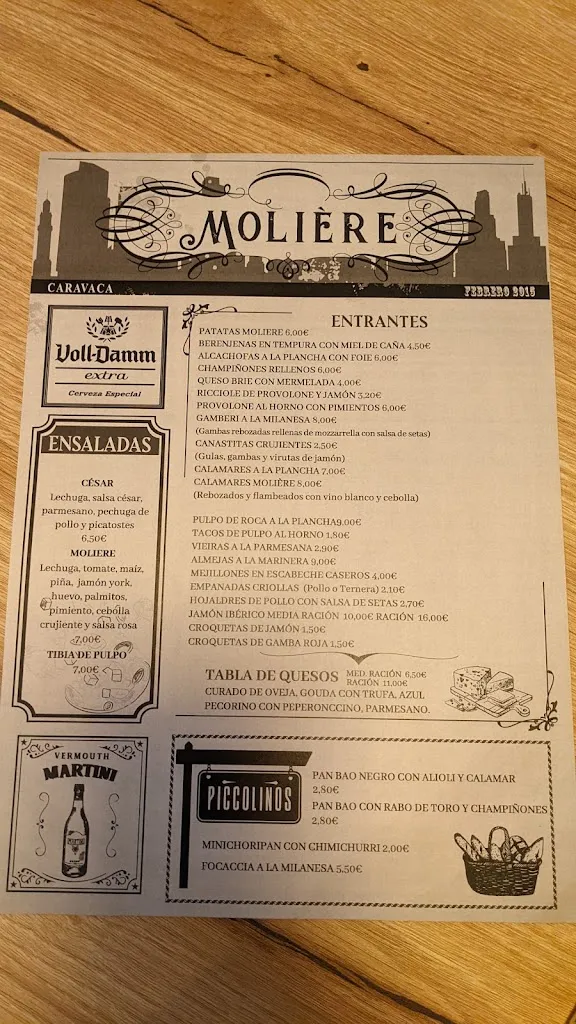 MOLIÈRE
CARAVACA
FEBRERO 2015
Voll-Damm
extra
Cerveza Especial
ENSALADAS
CÉSAR
Lechuga, salsa césar,
parmesano, pechuga de
pollo y picatostes
6,50€
MOLIERE
Lechuga, tomate, maíz,
piña, jamón york,
huevo, palmitos,
pimiento, cebolla
crujiente y salsa rosa
7,00€
TIBIA DE PULPO
7,00€
VERMOUTH
MARTINI
ENTRANTES
PATATAS MOLIERE 6,00€
BERENJENAS EN TEMPURA CON MIEL DE CAÑA 4,50€
ALCACHOFAS A LA PLANCHA CON FOIE 6,00€
CHAMPIÑONES RELLENOS 6,00€
QUESO BRIE CON MERMELADA 4,00€
RICCIOLE DE PROVOLONE Y JAMÓN 3,20€
PROVOLONE AL HORNO CON PIMIENTOS 6,00€
GAMBERI A LA MILANESA 8,00€
(Gambas rebozadas rellenas de mozzarrella con salsa de setas)
CANASTITAS CRUJIENTES 2,50€
(Gulas, gambas y virutas de jamón)
CALAMARES A LA PLANCHA 7,00€
CALAMARES MOLIÈRE 8,00€
(Rebozados y flambeados con vino blanco y cebolla)
PULPO DE ROCA A LA PLANCHA9,00€
TACOS DE PULPO AL HORNO 1,80€
VIEIRAS A LA PARMESANA 2,90€
ALMEJAS A LA MARINERA 9,00€
MEJILLONES EN ESCABECHE CASEROS 4,00€
EMPANADAS CRIOLLAS (Pollo o Ternera) 2,10€
HOJALDRES DE POLLO CON SALSA DE SETAS 2,70€
JAMÓN IBÉRICO MEDIA RACIÓN 10,00€ RACIÓN 16,00€
CROQUETAS DE JAMÓN 1,50€
CROQUETAS DE GAMBA ROJA 1,50€
TABLA DE QUESOS MED. RACIÓN 6,50€
RACIÓN 11,00€
CURADO DE OVEJA, GOUDA CON TRUFA, AZUL
PECORINO CON PEPERONCCINO, PARMESANO.
PICCOLINOS
PAN BAO NEGRO CON ALIOLI Y CALAMAR
2,80€
PAN BAO CON RABO DE TORO Y CHAMPIÑONES
2,80€
MINICHORIPAN CON CHIMICHURRI 2,00€
FOCACCIA A LA MILANESA 5,50€